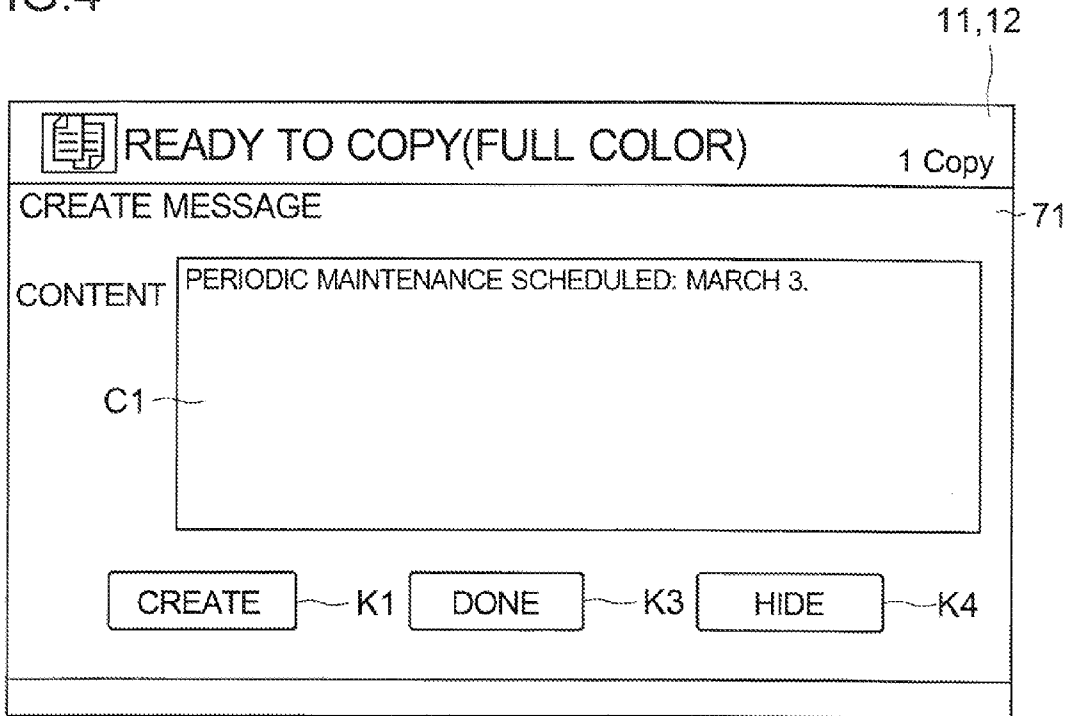 11,12
READY TO COPY(FULL COLOR)
1 Copy
CREATE MESSAGE
71
CONTENT
PERIODIC MAINTENANCE SCHEDULED: MARCH 3.
C1
CREATE K1 DONE K3 HIDE K4